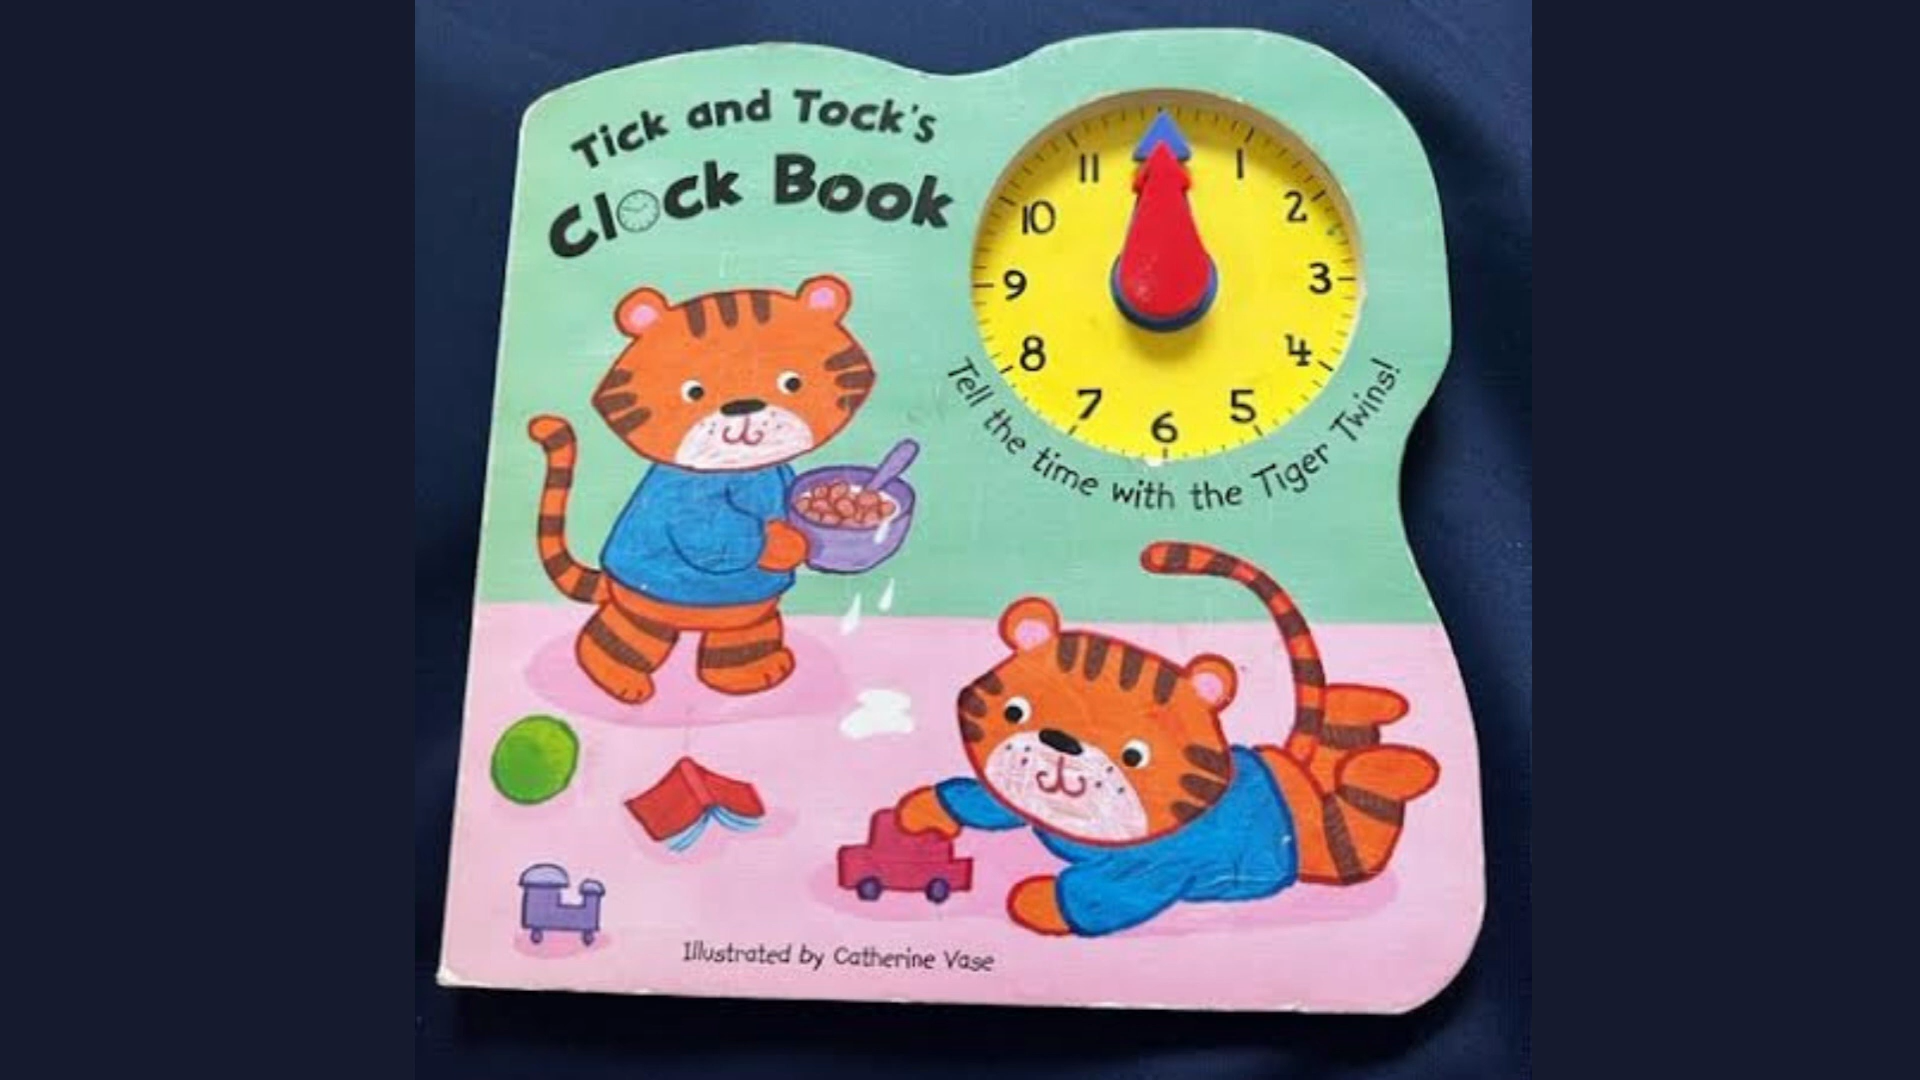 Tick and Tock's
Clock Book
11
1
10
2
9
3
8
4
7
5
6
Tell the time with the Tiger Twins!
Illustrated by Catherine Vase